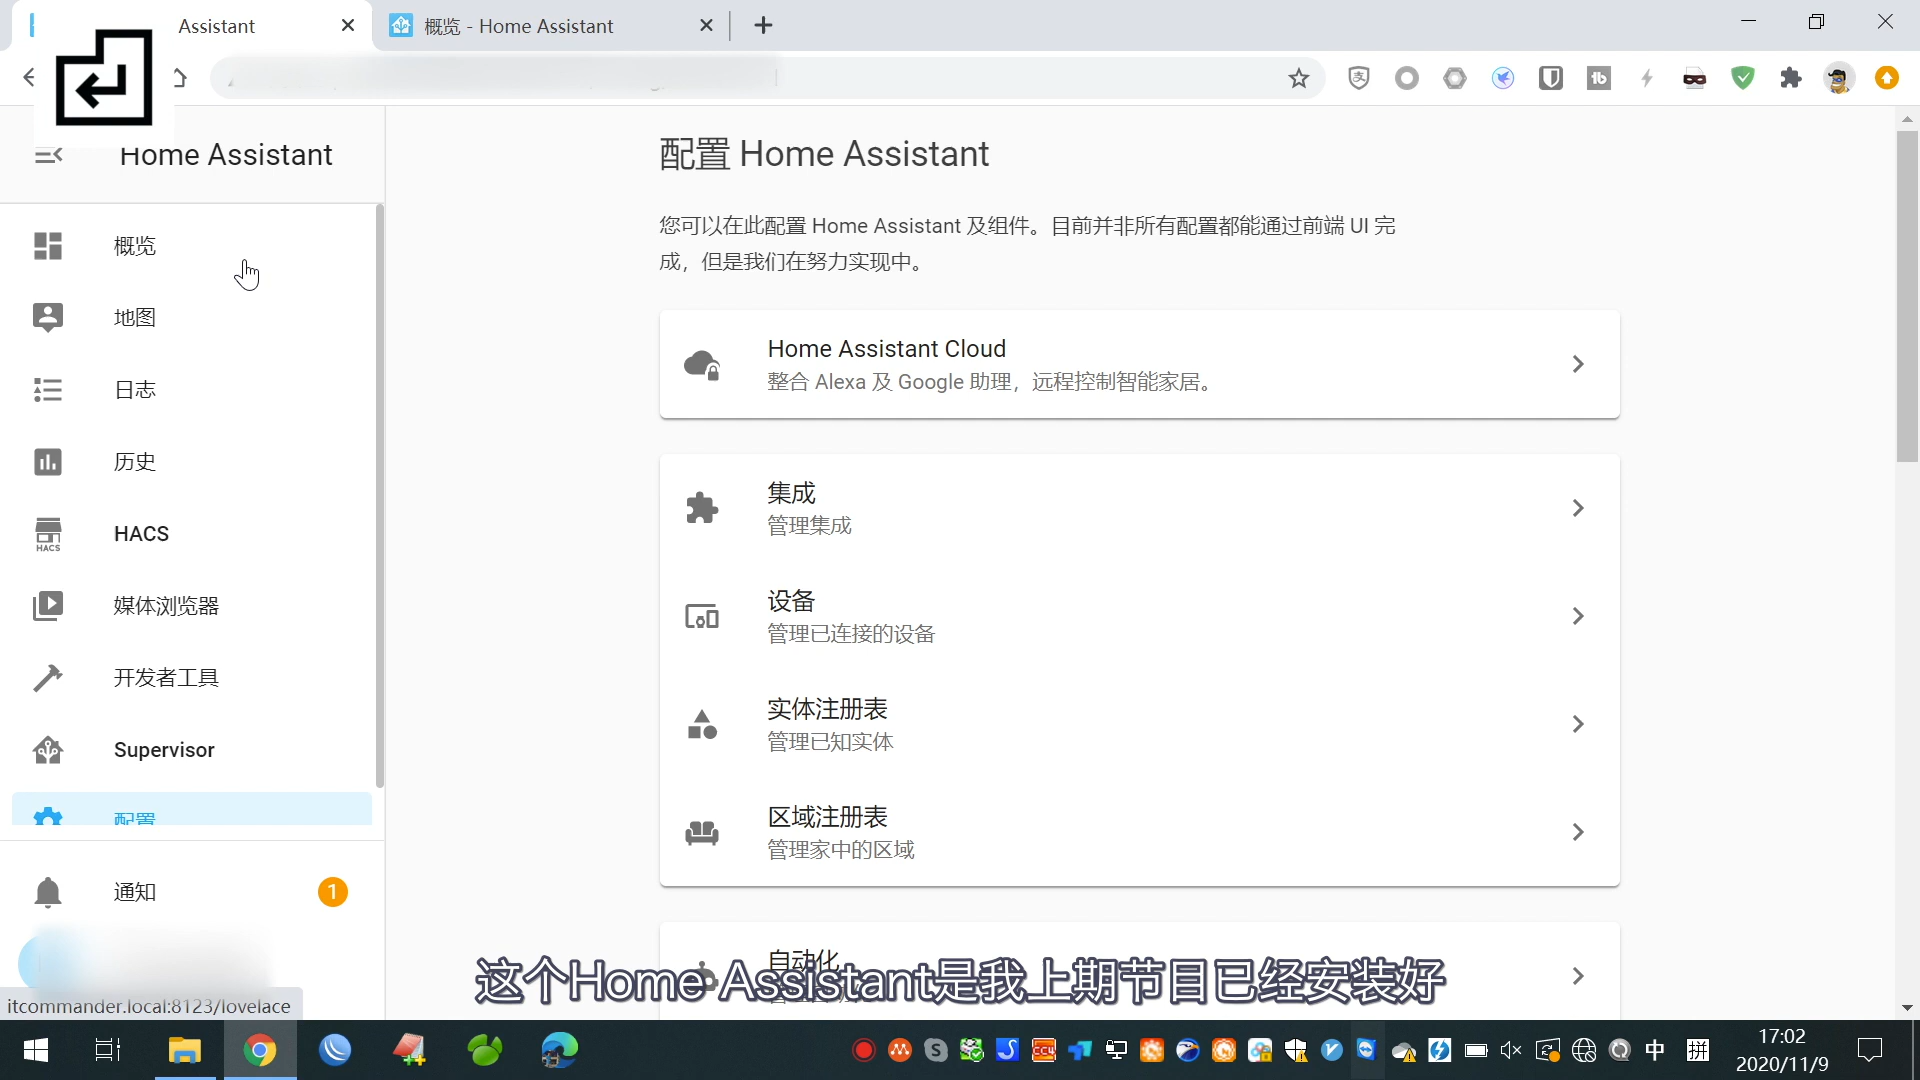 Assistant
概览 - Home Assistant
Home Assistant
概览
地图
日志
历史
HACS
HACS
媒体浏览器
开发者工具
Supervisor
配置
通知
1
itcommander.local:8123/lovelace
配置 Home Assistant
您可以在此配置 Home Assistant 及组件。目前并非所有配置都能通过前端 UI 完
成，但是我们在努力实现中。
Home Assistant Cloud
整合 Alexa 及 Google 助理，远程控制智能家居。
集成
管理集成
设备
管理已连接的设备
实体注册表
管理已知实体
区域注册表
管理家中的区域
自动化
这个Home Assistant是我上期节目已经安装好
中
拼
17:02
2020/11/9